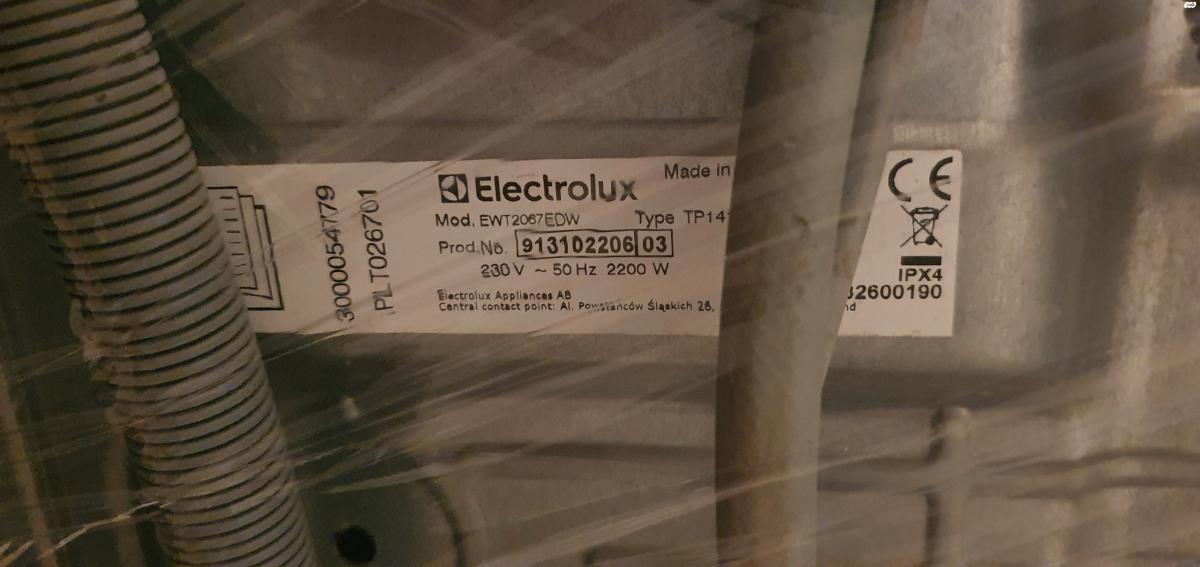 3000054779
PLT026701
Electrolux
Made in
Mod. EWT2067EDW Type TP14
Prod.No. 913102206 03
230 V ~ 50 Hz 2200 W
Electrolux Appliances AB
Central contact point: Al. Powstańców Śląskich 26,
CE
IPX4
32600190
nd